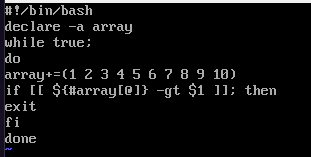 #!/bin/bash
declare -a array
while true;
do
array+=(1 2 3 4 5 6 7 8 9 10)
if [[ ${#array[@]} -gt $1 ]]; then
exit
fi
done
~